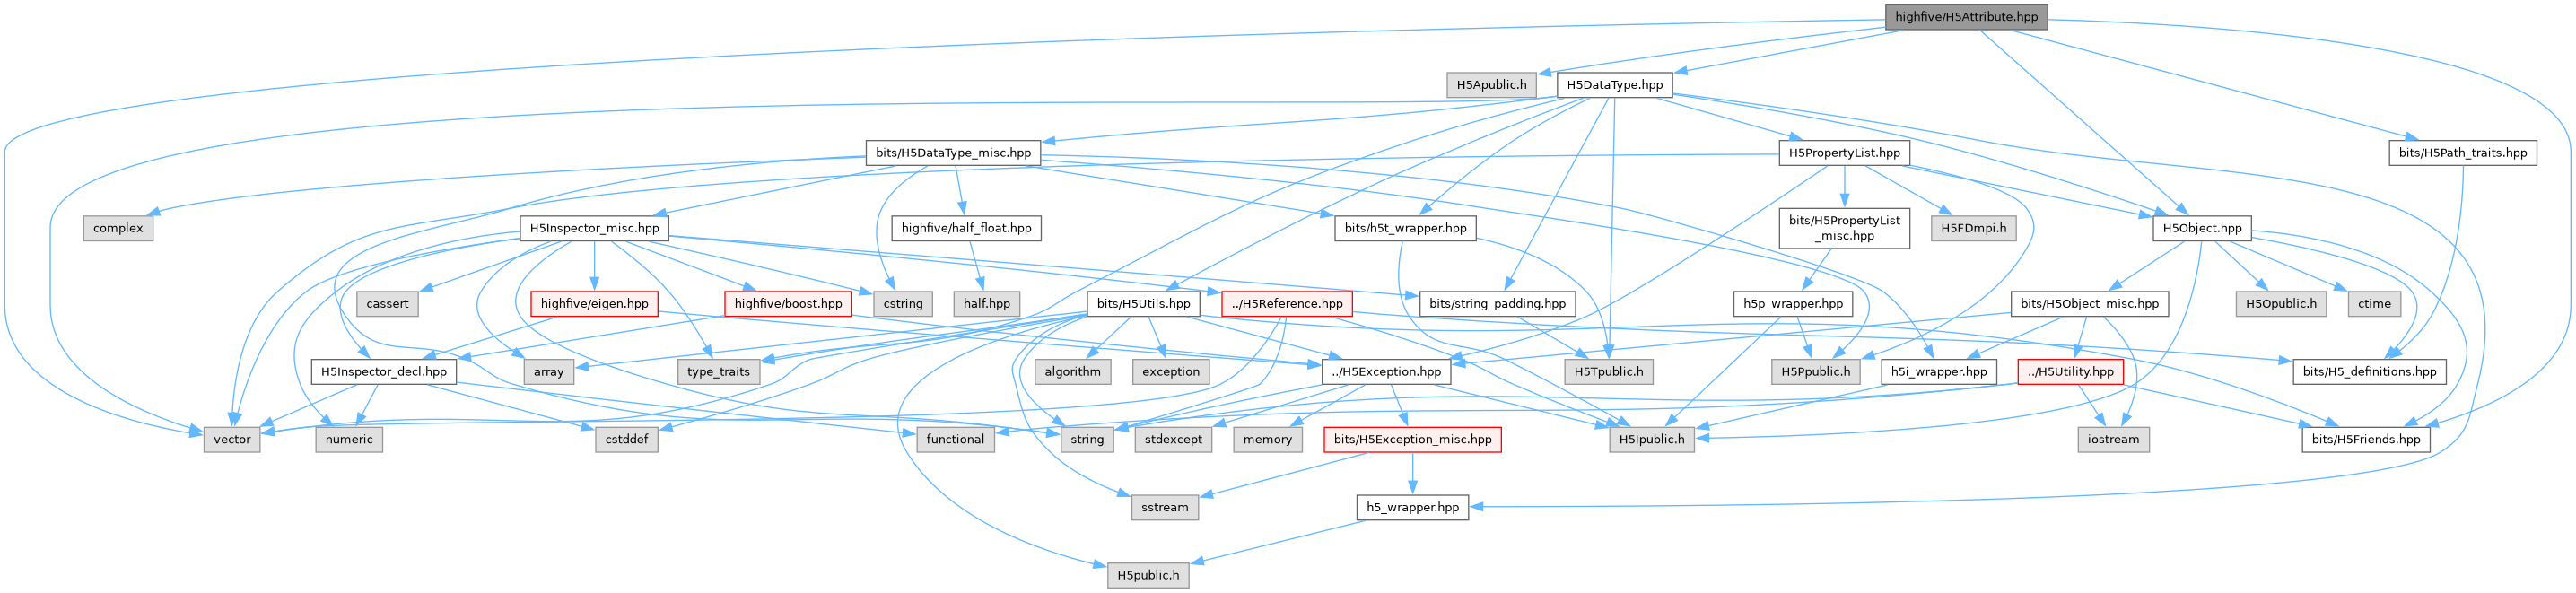 highfive/H5Attribute.hpp
H5Apublic.h
H5DataType.hpp
bits/H5DataType_misc.hpp
H5PropertyList.hpp
bits/H5Path_traits.hpp
complex
H5Inspector_misc.hpp
highfive/half_float.hpp
bits/h5t_wrapper.hpp
bits/H5PropertyList
_misc.hpp
H5FDmpi.h
H5Object.hpp
cassert
highfive/eigen.hpp
highfive/boost.hpp
cstring
half.hpp
bits/H5Utils.hpp
../H5Reference.hpp
bits/string_padding.hpp
h5p_wrapper.hpp
bits/H5Object_misc.hpp
H5Opublic.h
ctime
H5Inspector_decl.hpp
array
type_traits
algorithm
exception
../H5Exception.hpp
H5Tpublic.h
H5Ppublic.h
h5i_wrapper.hpp
../H5Utility.hpp
bits/H5_definitions.hpp
vector
numeric
cstddef
functional
string
stdexcept
memory
bits/H5Exception_misc.hpp
H5Ipublic.h
iostream
bits/H5Friends.hpp
sstream
h5_wrapper.hpp
H5public.h